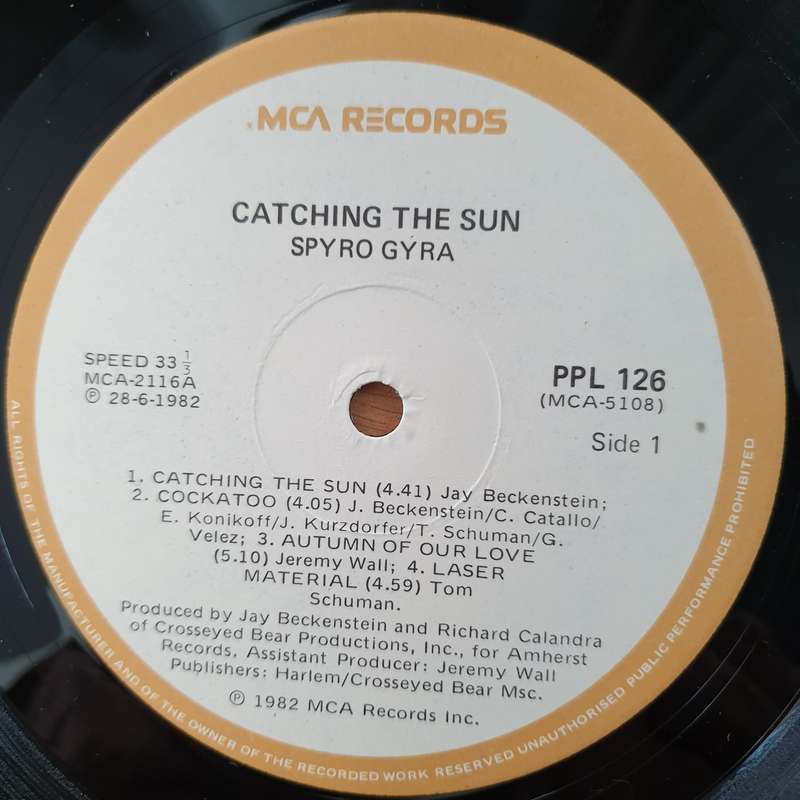 MCA RECORDS
CATCHING THE SUN
SPYRO GYRA
SPEED 33 1/3
MCA-2116A
℗ 28-6-1982
PPL 126
(MCA-5108)
Side 1
1. CATCHING THE SUN (4.41) Jay Beckenstein;
2. COCKATOO (4.05) J. Beckenstein/C. Catallo/
E. Konikoff/J. Kurzdorfer/T. Schuman/G.
Velez; 3. AUTUMN OF OUR LOVE
(5.10) Jeremy Wall; 4. LASER
MATERIAL (4.59) Tom
Schuman.
Produced by Jay Beckenstein and Richard Calandra
of Crosseyed Bear Productions, Inc., for Amherst
Records. Assistant Producer: Jeremy Wall
Publishers: Harlem/Crosseyed Bear Msc.
℗ 1982 MCA Records Inc.
ALL RIGHTS OF THE MANUFACTURER AND OF THE OWNER OF THE RECORDED WORK RESERVED UNAUTHORISED PUBLIC PERFORMANCE PROHIBITED